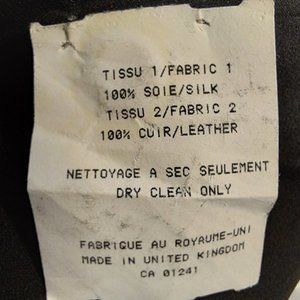 TISSU 1/FABRIC 1
100% SOIE/SILK
TISSU 2/FABRIC 2
100% CUIR/LEATHER
NETTOYAGE A SEC SEULEMENT
DRY CLEAN ONLY
FABRIQUE AU ROYAUME-UNI
MADE IN UNITED KINGDOM
CA 01241